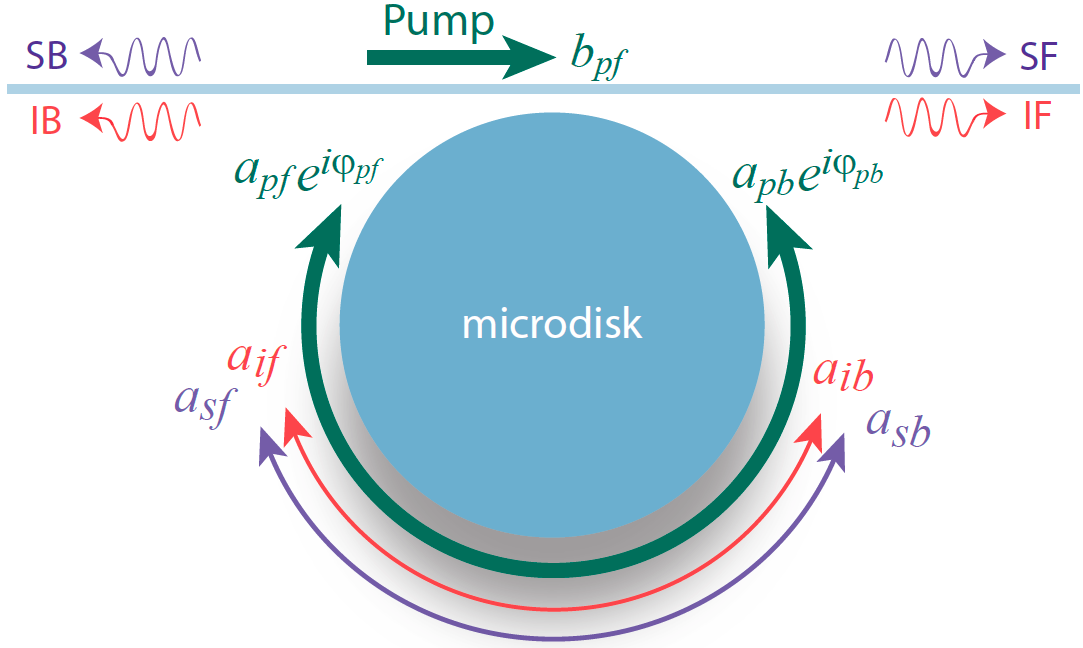 Pump
SB
b_pf
SF
IB
IF
a_pf e^iφ_pf
a_pb e^iφ_pb
microdisk
a_if
a_ib
a_sf
a_sb